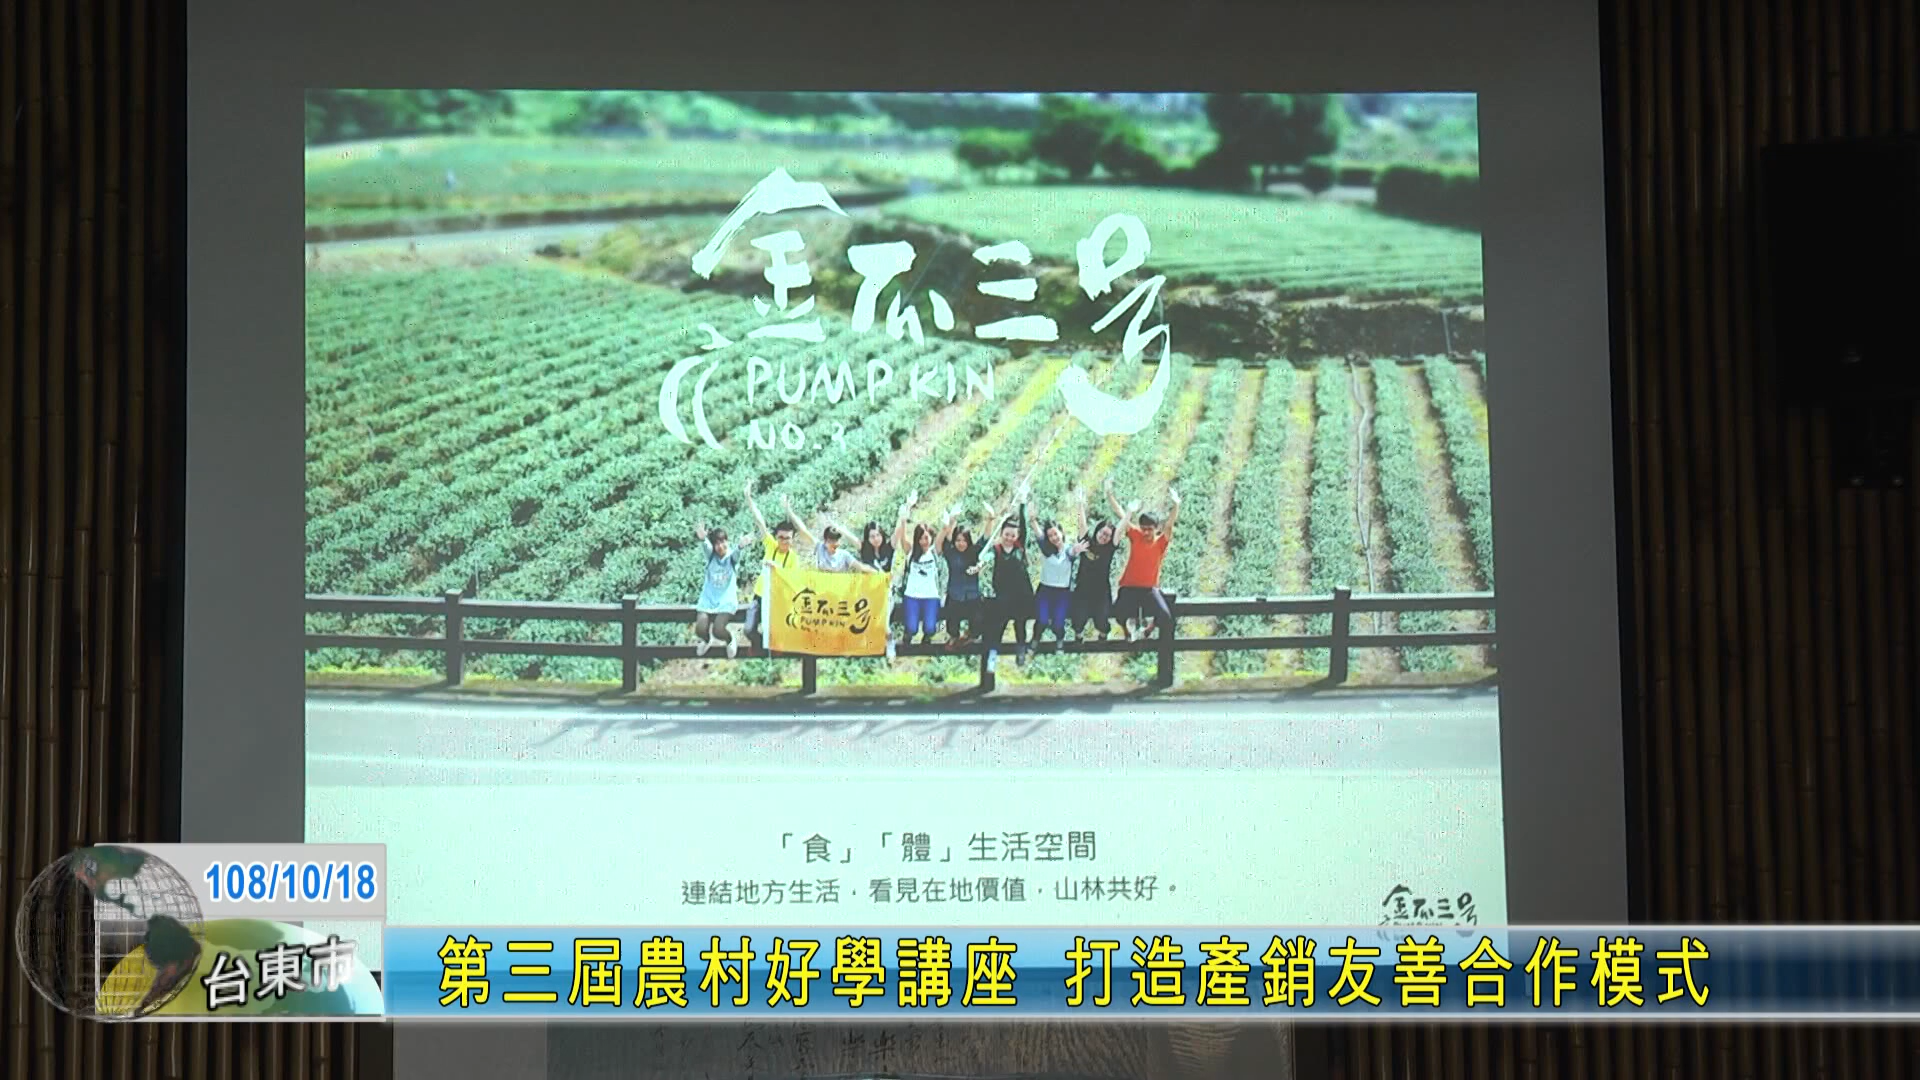 金瓜三号
PUMPKIN
NO.3
金瓜三号
PUMPKIN
「食」「體」生活空間
連結地方生活，看見在地價值，山林共好。
金瓜三号
108/10/18
台東市
第三屆農村好學講座 打造產銷友善合作模式